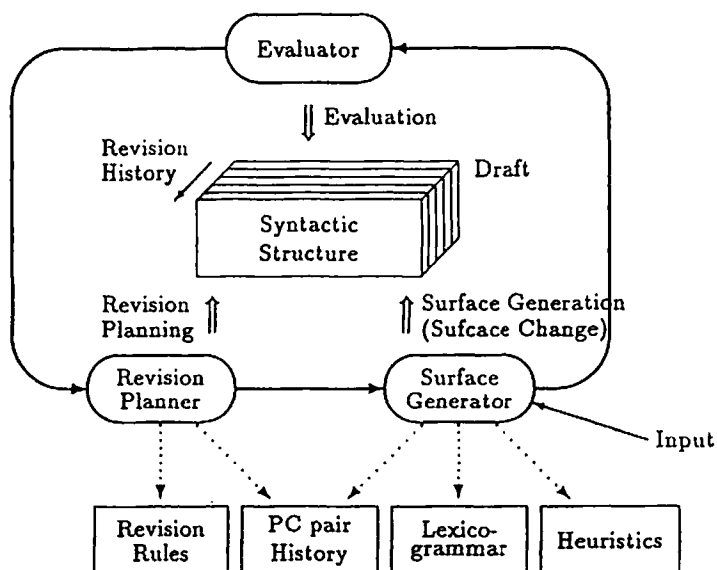 Evaluator
Evaluation
Revision
History
Draft
Syntactic
Structure
Revision
Planning
Surface Generation
(Sufcace Change)
Revision
Planner
Surface
Generator
Input
Revision
Rules
PC pair
History
Lexico-
grammar
Heuristics